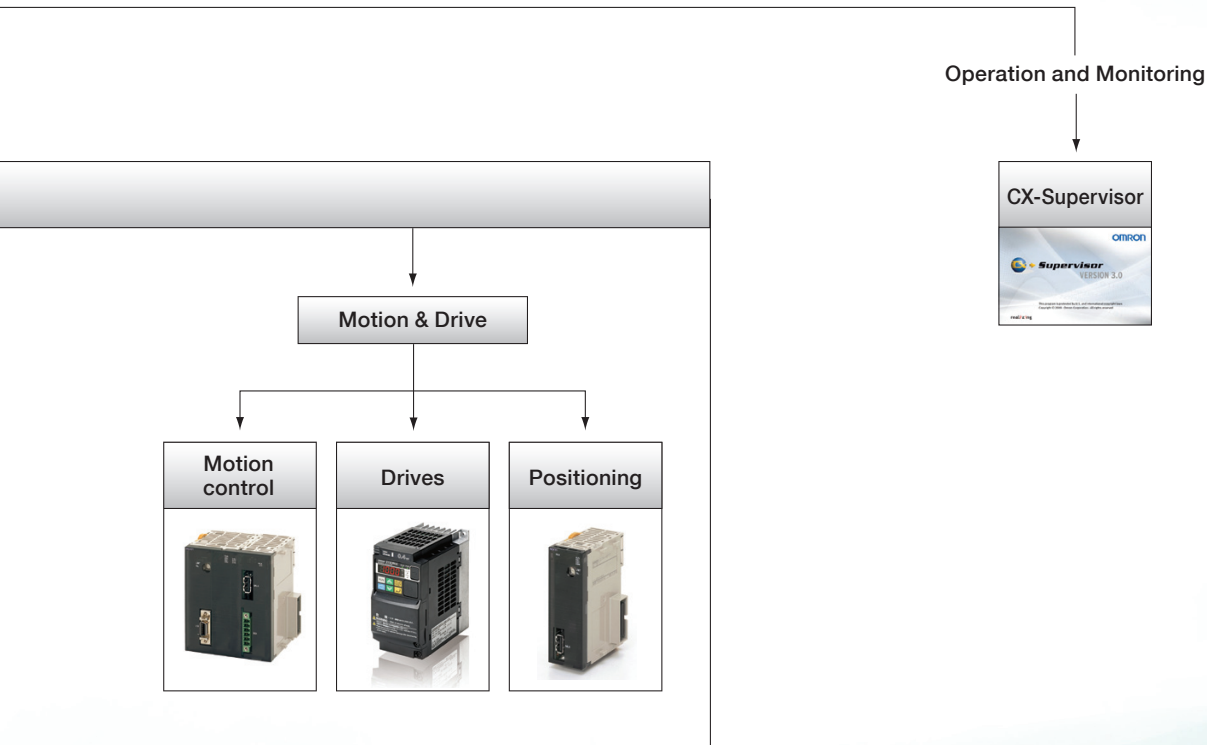 Operation and Monitoring
CX-Supervisor
OMRON
Supervisor
VERSION 3.0
Motion & Drive
Motion
control
Drives
Positioning